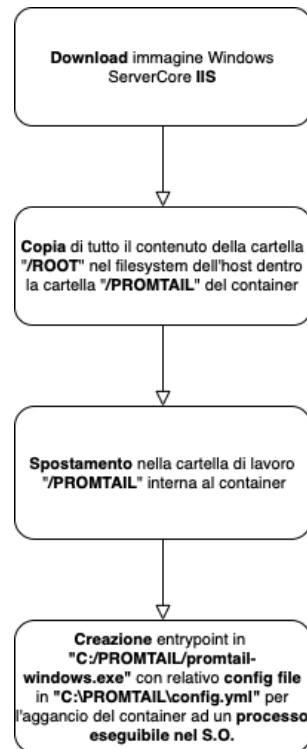 Download immagine Windows
ServerCore IIS
Copia di tutto il contenuto della cartella
"/ROOT" nel filesystem dell'host dentro
la cartella "/PROMTAIL" del container
Spostamento nella cartella di lavoro
"/PROMTAIL" interna al container
Creazione entrypoint in
"C:/PROMTAIL/promtail-
windows.exe" con relativo config file
in "C:\PROMTAIL\config.yml" per
l'aggancio del container ad un processo
eseguibile nel S.O.